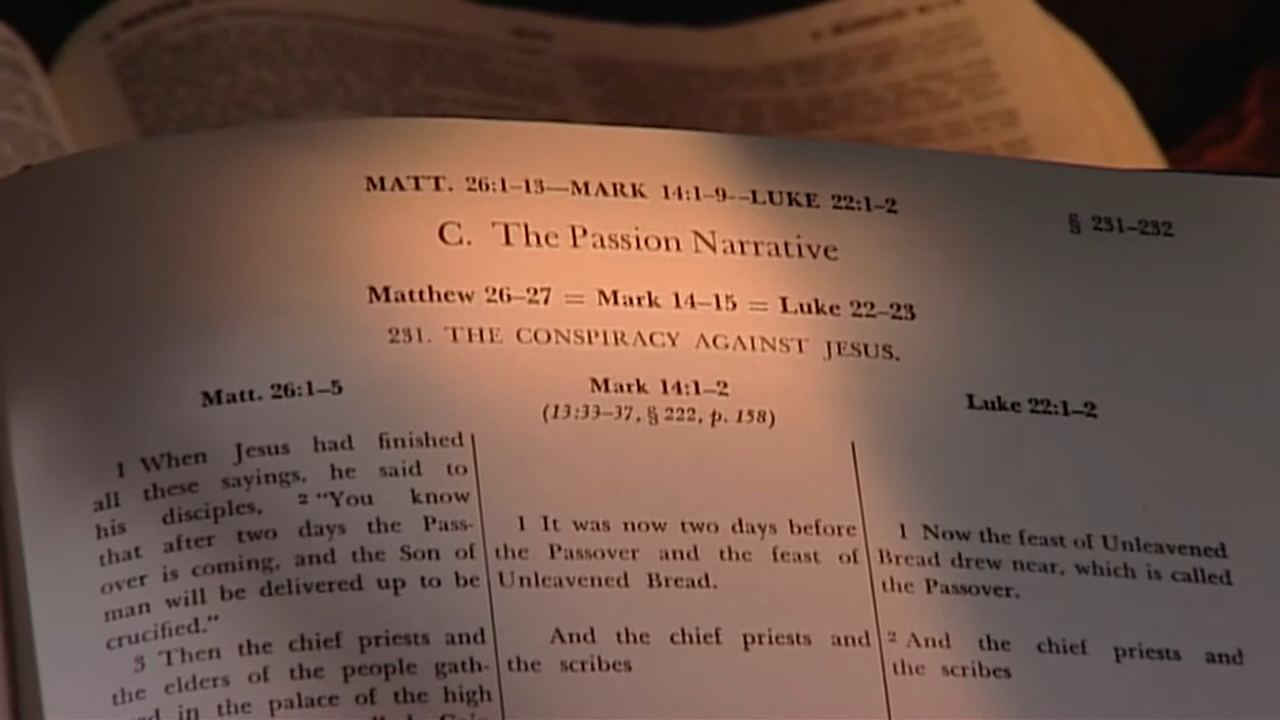 MATT. 26:1–13—MARK 14:1–9--LUKE 22:1–2
§ 231–232
C. The Passion Narrative
Matthew 26–27 = Mark 14–15 = Luke 22–23
231. THE CONSPIRACY AGAINST JESUS.
Matt. 26:1–5
1 When Jesus had finished
all these sayings, he said to
his disciples, 2 “You know
that after two days the Pass-
over is coming, and the Son of
man will be delivered up to be
crucified.”
3 Then the chief priests and
the elders of the people gath-
in the palace of the high
Mark 14:1–2
(13:33–37, § 222, p. 158)
1 It was now two days before
the Passover and the feast of
Unleavened Bread.
And the chief priests and
the scribes
Luke 22:1–2
1 Now the feast of Unleavened
Bread drew near, which is called
the Passover.
2 And the chief priests and
the scribes